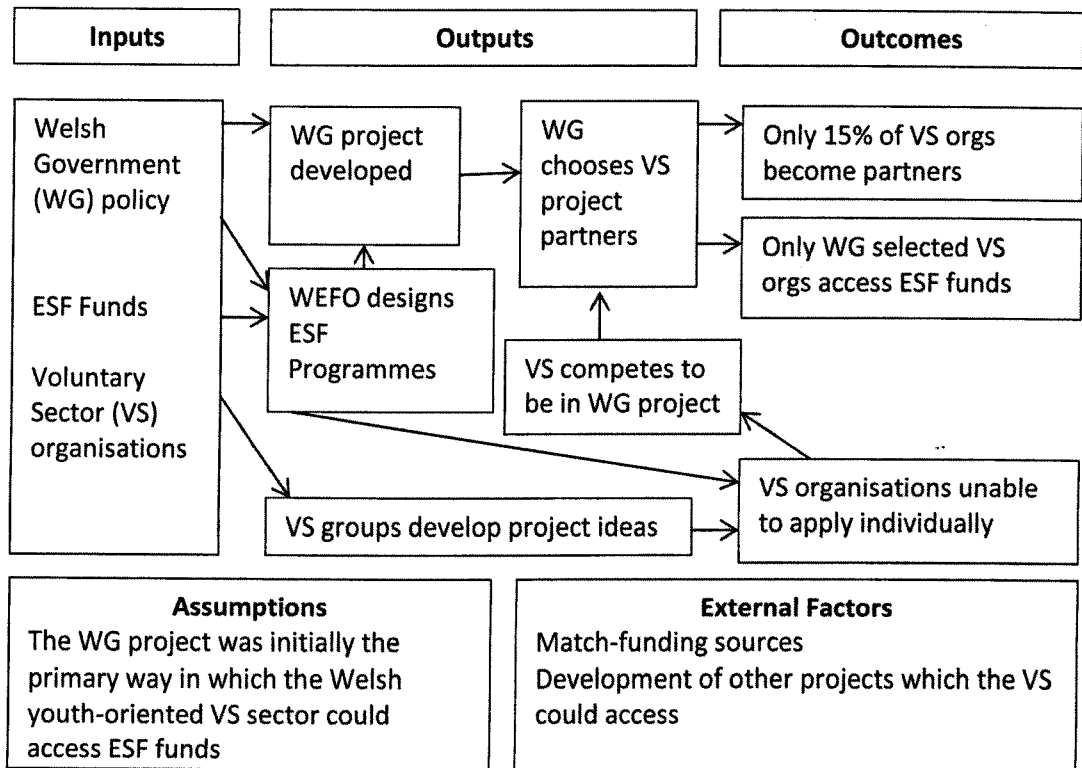 Inputs
Outputs
Outcomes
Welsh
Government
(WG) policy
ESF Funds
Voluntary
Sector (VS)
organisations
WG project
developed
WEFO designs
ESF
Programmes
VS groups develop project ideas
WG
chooses VS
project
partners
VS competes to
be in WG project
Only 15% of VS orgs
become partners
Only WG selected VS
orgs access ESF funds
VS organisations unable
to apply individually
Assumptions
The WG project was initially the
primary way in which the Welsh
youth-oriented VS sector could
access ESF funds
External Factors
Match-funding sources
Development of other projects which the VS
could access